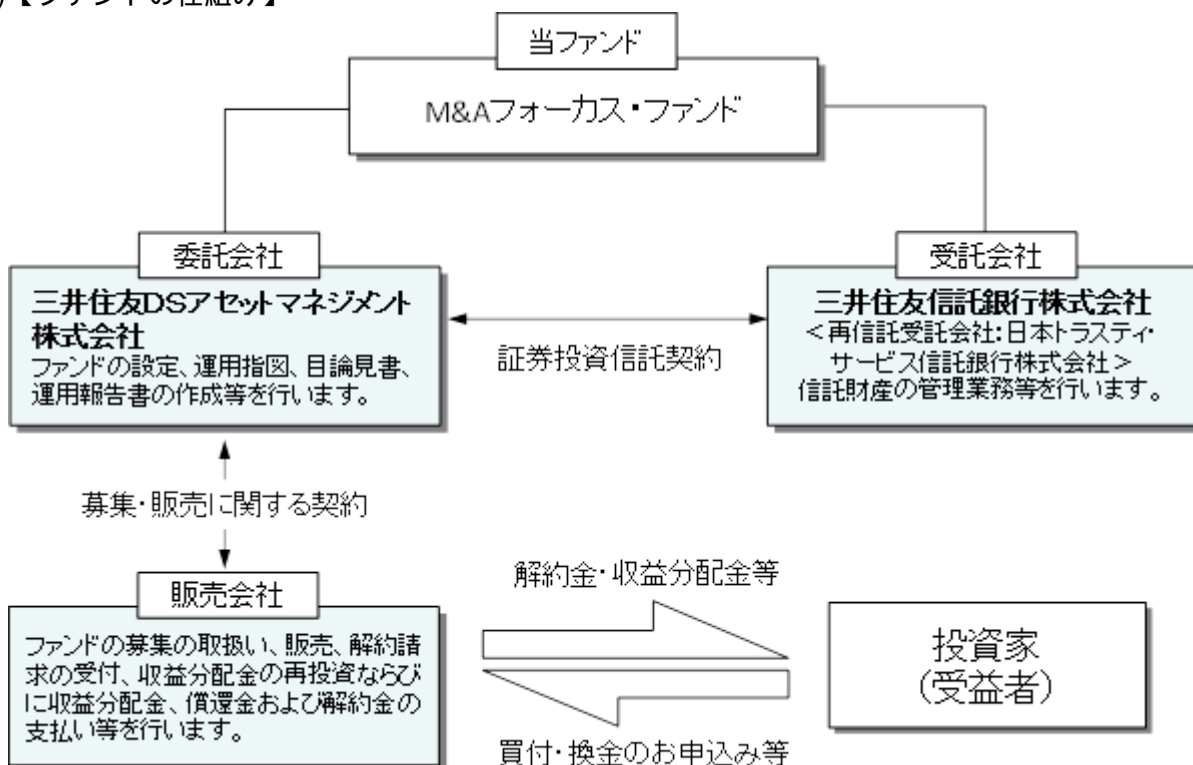 )【ファンドの仕組み】
当ファンド
M&Aフォーカス・ファンド
委託会社
三井住友DSアセットマネジメント
株式会社
ファンドの設定、運用指図、目論見書、
運用報告書の作成等を行います。
証券投資信託契約
受託会社
三井住友信託銀行株式会社
<再信託受託会社:日本トラスティ・
サービス信託銀行株式会社>
信託財産の管理業務等を行います。
募集・販売に関する契約
販売会社
ファンドの募集の取扱い、販売、解約請
求の受付、収益分配金の再投資ならび
に収益分配金、償還金および解約金の
支払い等を行います。
解約金・収益分配金等
買付・換金のお申込み等
投資家
(受益者)